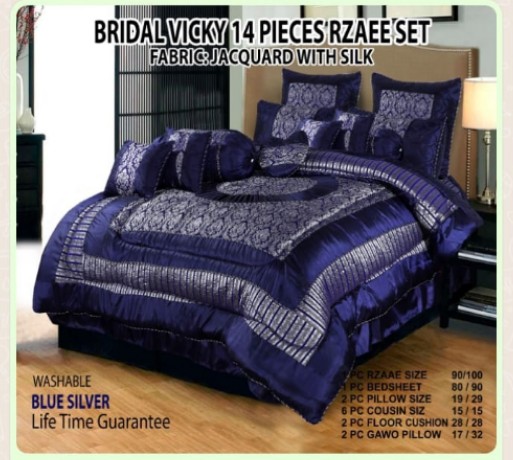 BRIDAL VICKY 14 PIECES RZAEE SET
FABRIC: JACQUARD WITH SILK
WASHABLE
BLUE SILVER
Life Time Guarantee
1 PC RZAEE SIZE 90/100
1 PC BEDSHEET 80 / 90
2 PC PILLOW SIZE 19 / 29
6 PC COUSIN SIZ 15 / 15
2 PC FLOOR CUSHION 28 / 28
2 PC GAWO PILLOW 17 / 32